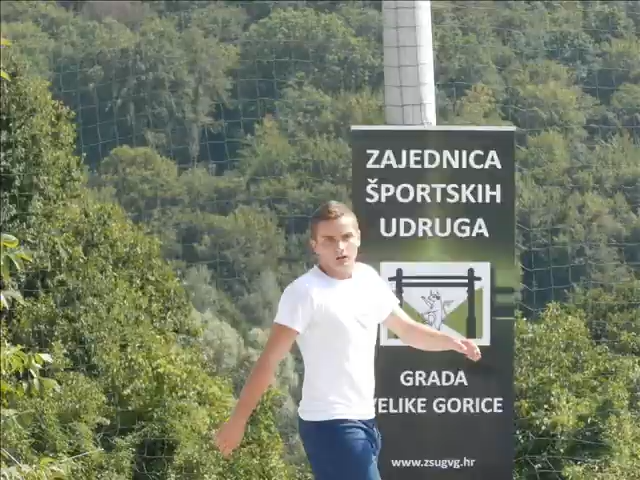 ZAJEDNICA
ŠPORTSKIH
UDRUGA
GRADA
VELIKE GORICE
www.zsugvg.hr